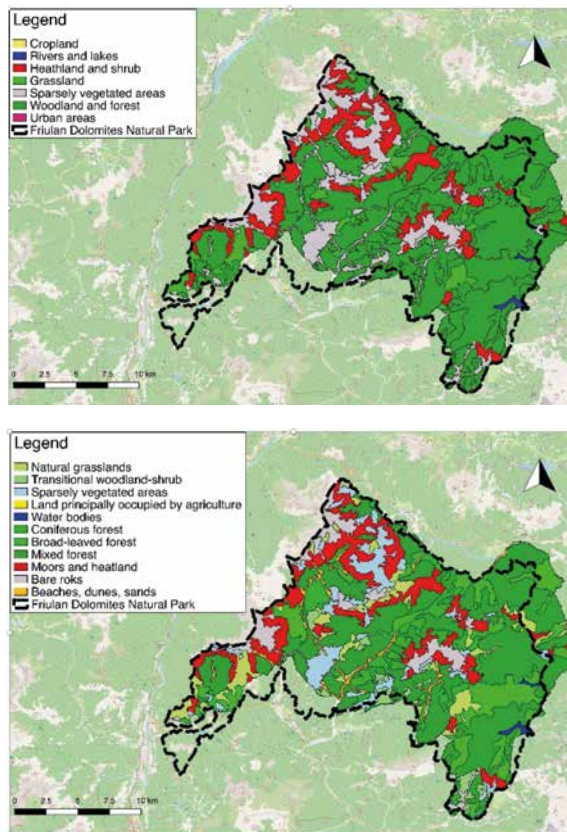 Legend
Cropland
Rivers and lakes
Heathland and shrub
Grassland
Sparsely vegetated areas
Woodland and forest
Urban areas
Friulan Dolomites Natural Park
0 2.5 5 7.5 10 km
Legend
Natural grasslands
Transitional woodland-shrub
Sparsely vegetated areas
Land principally occupied by agriculture
Water bodies
Coniferous forest
Broad-leaved forest
Mixed forest
Moors and heatland
Bare roks
Beaches, dunes, sands
Friulan Dolomites Natural Park
0 2.5 5 7.5 10 km